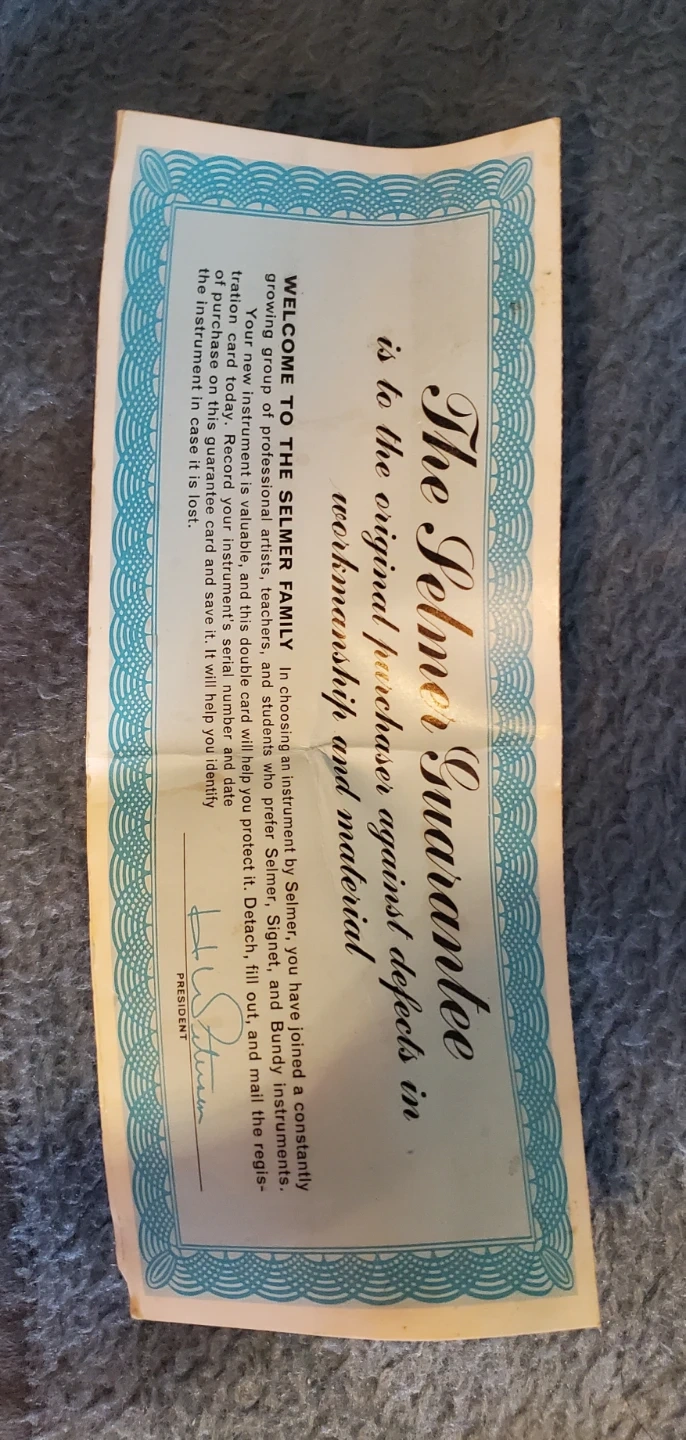 The Selmer Guarantee
is to the original purchaser against defects in
workmanship and material
WELCOME TO THE SELMER FAMILY In choosing an instrument by Selmer, you have joined a constantly
growing group of professional artists, teachers, and students who prefer Selmer, Signet, and Bundy instruments.
Your new instrument is valuable, and this double card will help you protect it. Detach, fill out, and mail the regis-
tration card today. Record your instrument's serial number and date
of purchase on this guarantee card and save it. It will help you identify
the instrument in case it is lost.
PRESIDENT